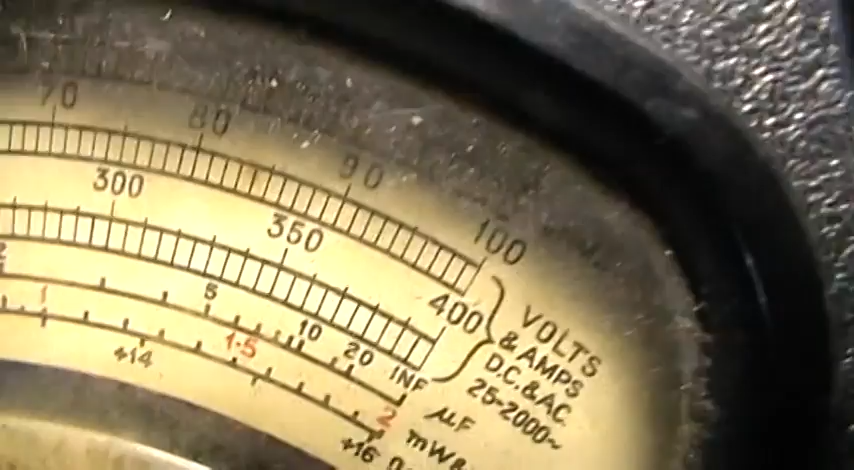 70 80 90 100
300 350 400
5 10 20 INF
1 1·5 2
+14 +16
VOLTS
& AMPS
D.C. & A.C.
25-2000~
µF
mW&